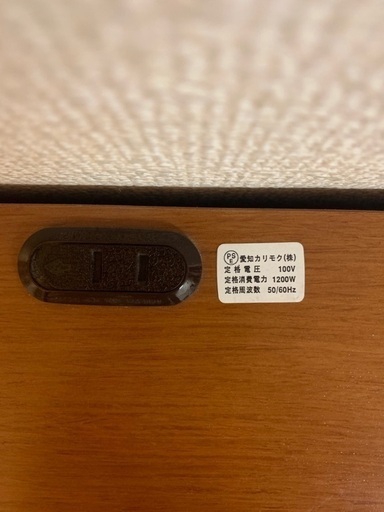 PS
E 愛知カリモク(株)
定格電圧 100V
定格消費電力 1200W
定格周波数 50/60Hz